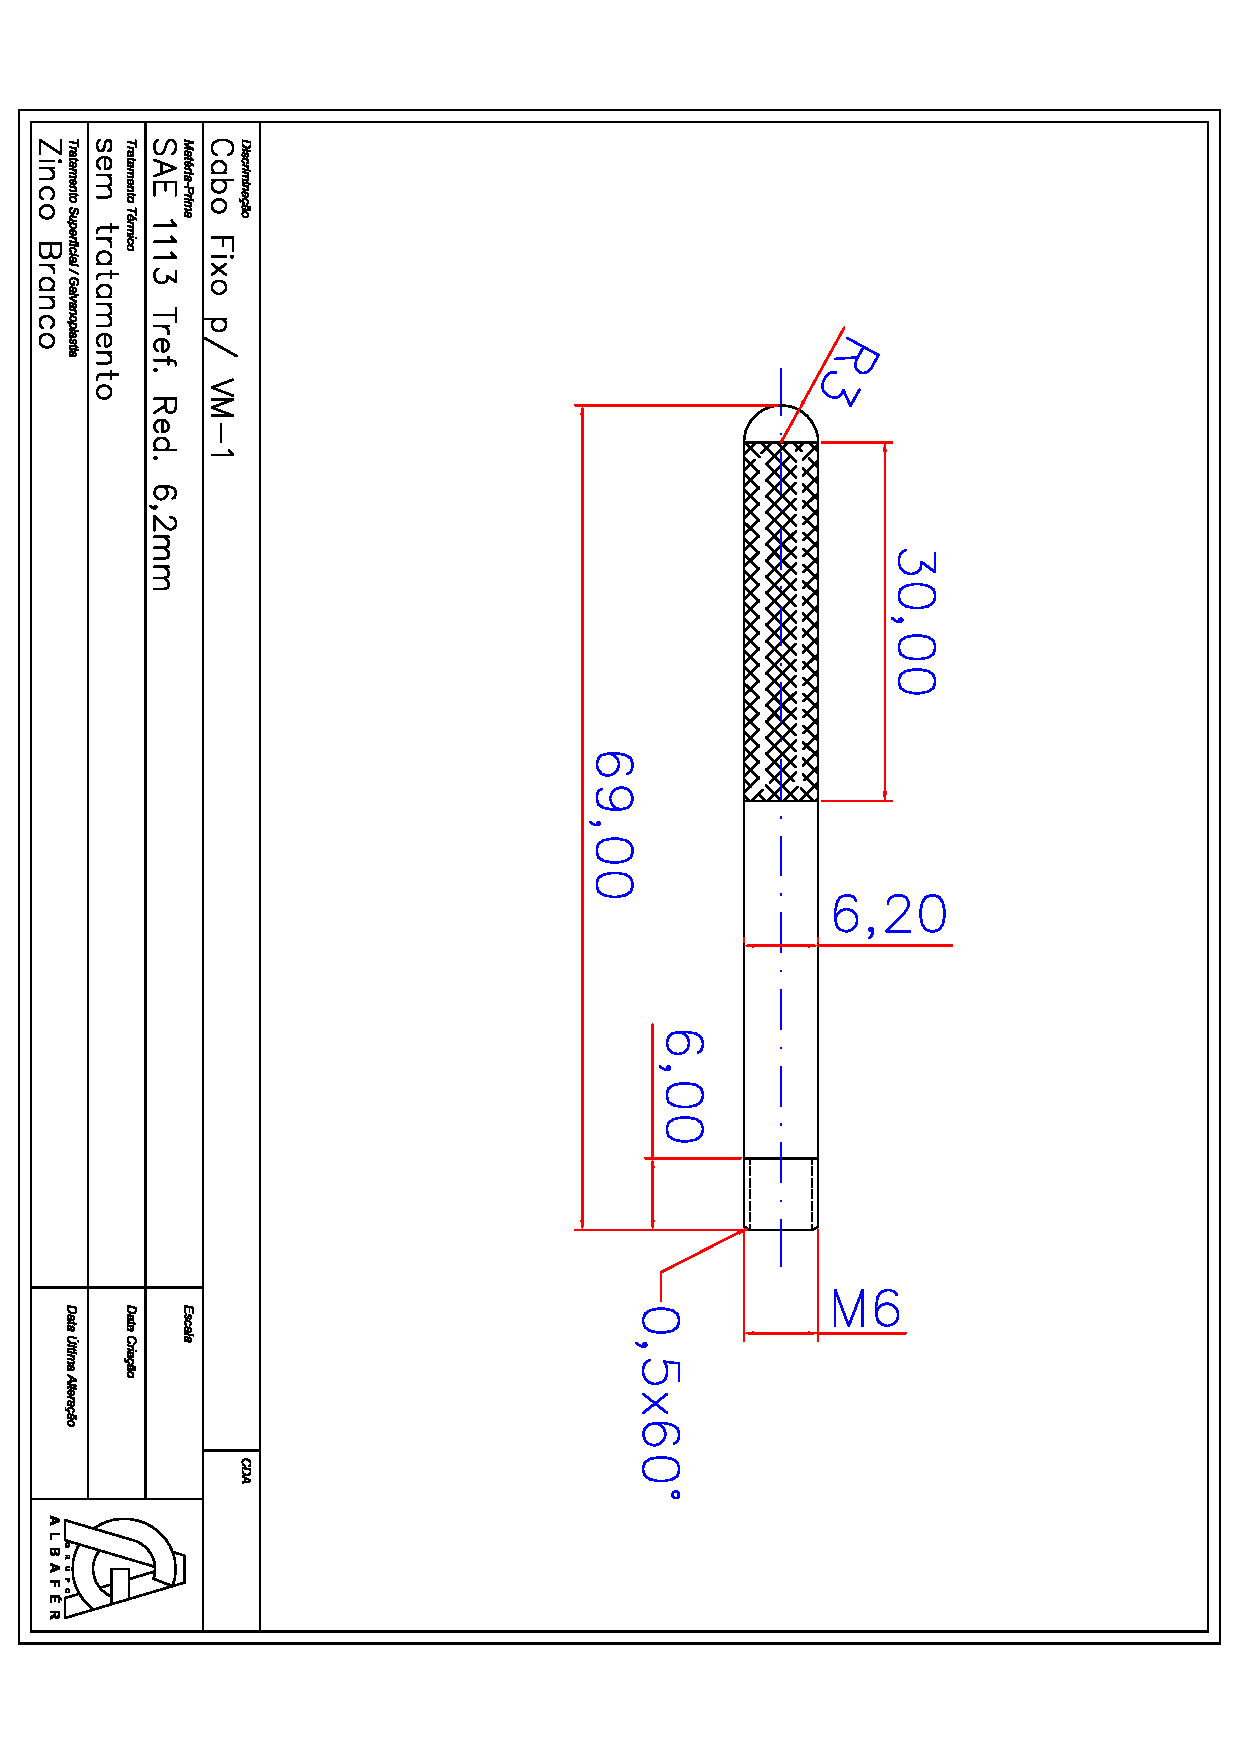 R3
30,00
69,00
6,20
6,00
M6
0,5x60°
Discriminação
Cabo Fixo p/ VM-1
CDA
Matéria-Prima
SAE 1113 Tref. Red. 6,2mm
Escala
Tratamento Térmico
sem tratamento
Data Criação
Tratamento Superficial / Galvanoplastia
Zinco Branco
Data Última Alteração
GRUPO
ALBAFÉR